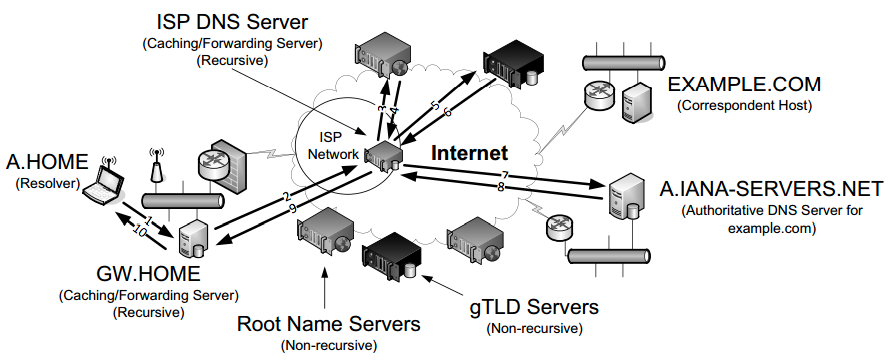 ISP DNS Server
(Caching/Forwarding Server)
(Recursive)
EXAMPLE.COM
(Correspondent Host)
3
4
5
6
ISP
Network
Internet
A.HOME
(Resolver)
7
8
A.IANA-SERVERS.NET
(Authoritative DNS Server for
example.com)
2
9
1
10
GW.HOME
(Caching/Forwarding Server)
(Recursive)
Root Name Servers
(Non-recursive)
gTLD Servers
(Non-recursive)